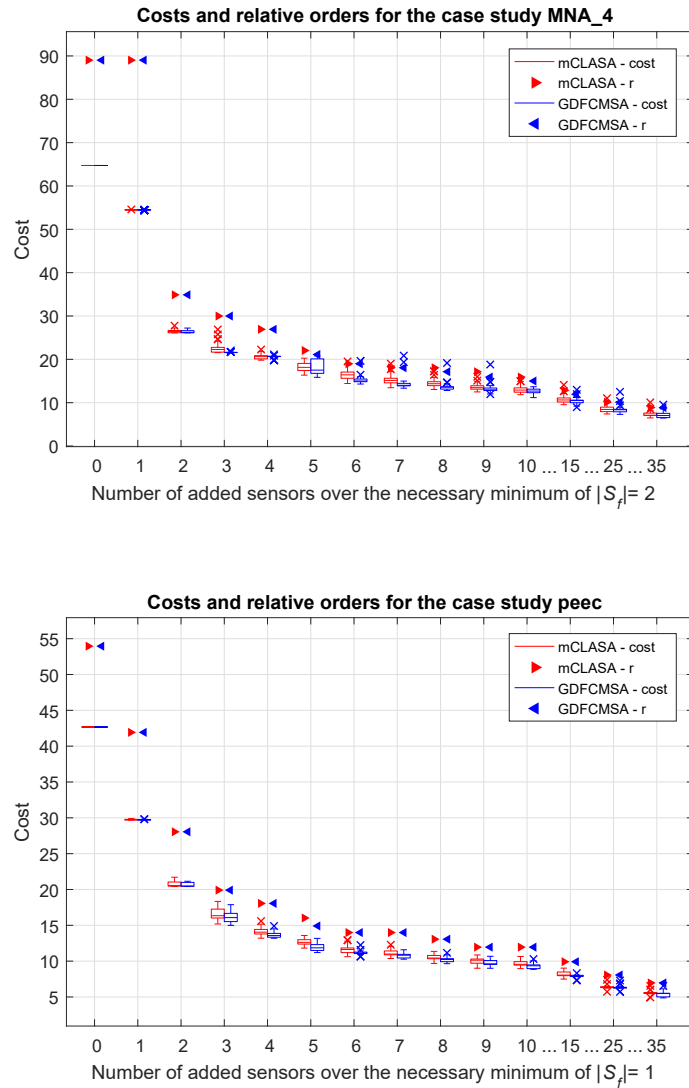 Costs and relative orders for the case study MNA_4
mCLASA - cost
mCLASA - r
GDFCMSA - cost
GDFCMSA - r
90
80
70
60
50
40
30
20
10
0
Cost
0 1 2 3 4 5 6 7 8 9 10 ... 15 ... 25 ... 35
Number of added sensors over the necessary minimum of |S_f|= 2
Costs and relative orders for the case study peec
mCLASA - cost
mCLASA - r
GDFCMSA - cost
GDFCMSA - r
55
50
45
40
35
30
25
20
15
10
5
Cost
0 1 2 3 4 5 6 7 8 9 10 ... 15 ... 25 ... 35
Number of added sensors over the necessary minimum of |S_f|= 1